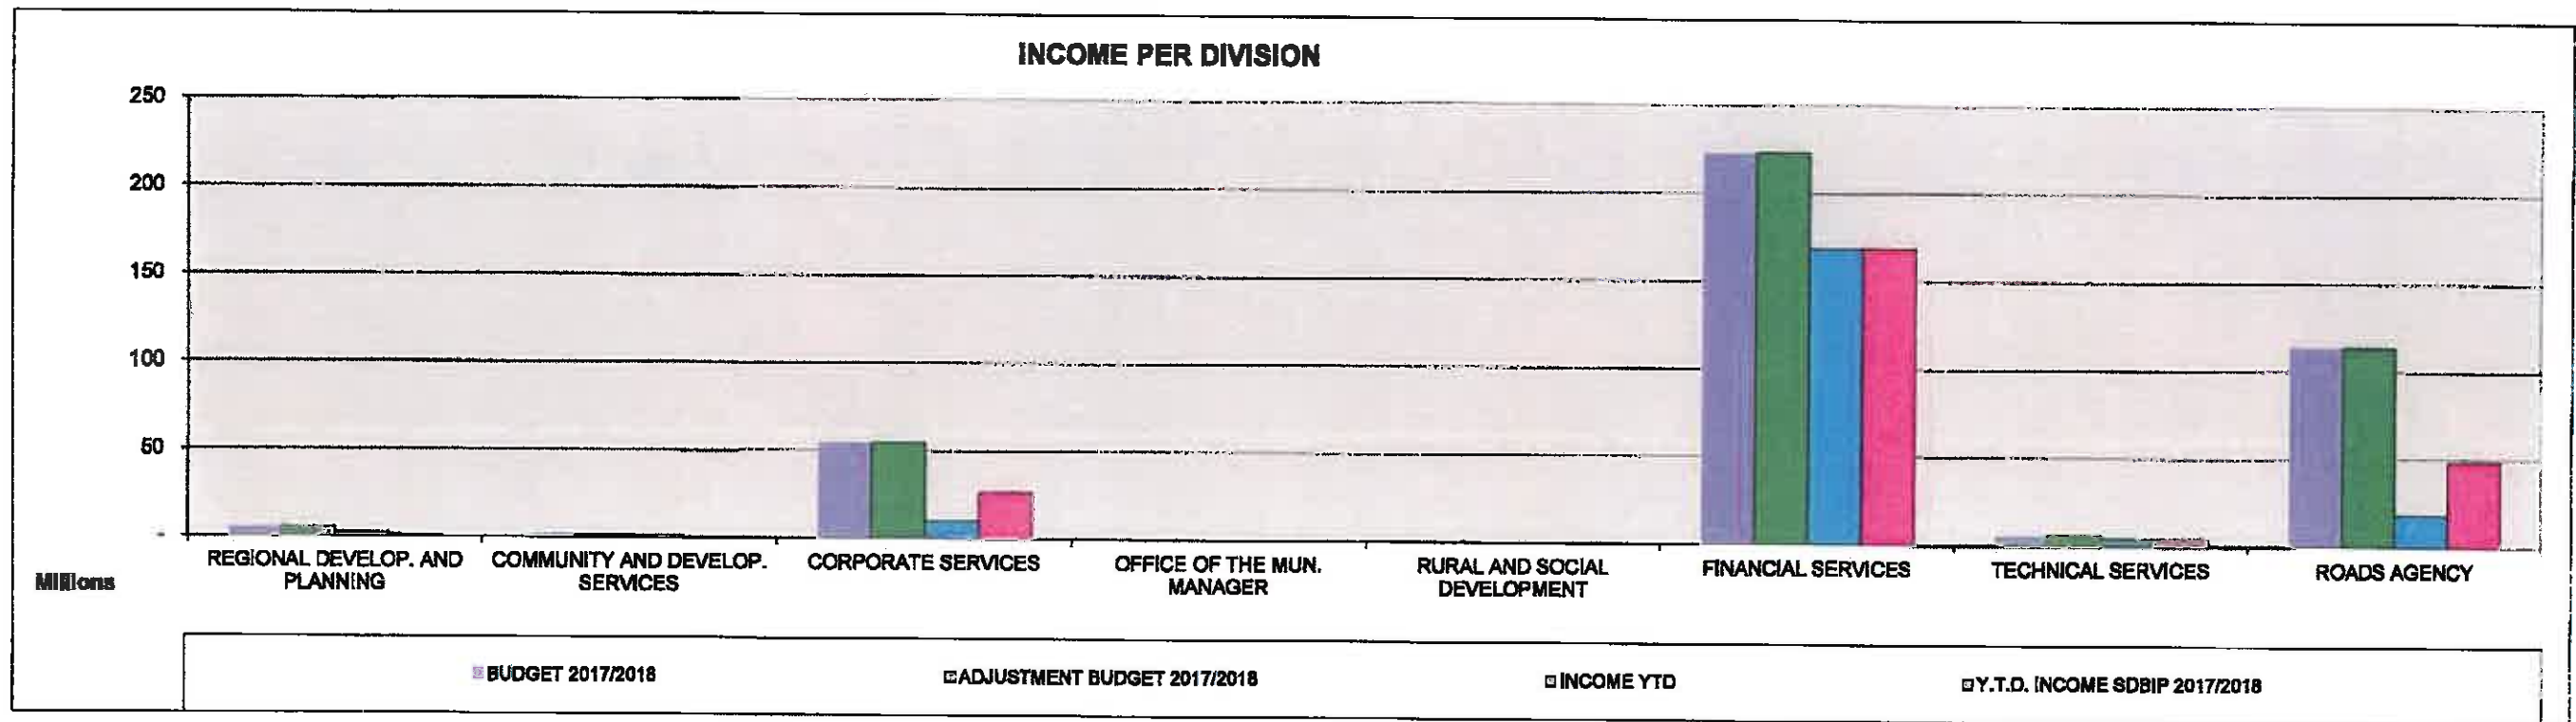 INCOME PER DIVISION
250
200
150
100
50
-
Millions
REGIONAL DEVELOP. AND
PLANNING
COMMUNITY AND DEVELOP.
SERVICES
CORPORATE SERVICES
OFFICE OF THE MUN.
MANAGER
RURAL AND SOCIAL
DEVELOPMENT
FINANCIAL SERVICES
TECHNICAL SERVICES
ROADS AGENCY
BUDGET 2017/2018
ADJUSTMENT BUDGET 2017/2018
INCOME YTD
Y.T.D. INCOME SDBIP 2017/2018